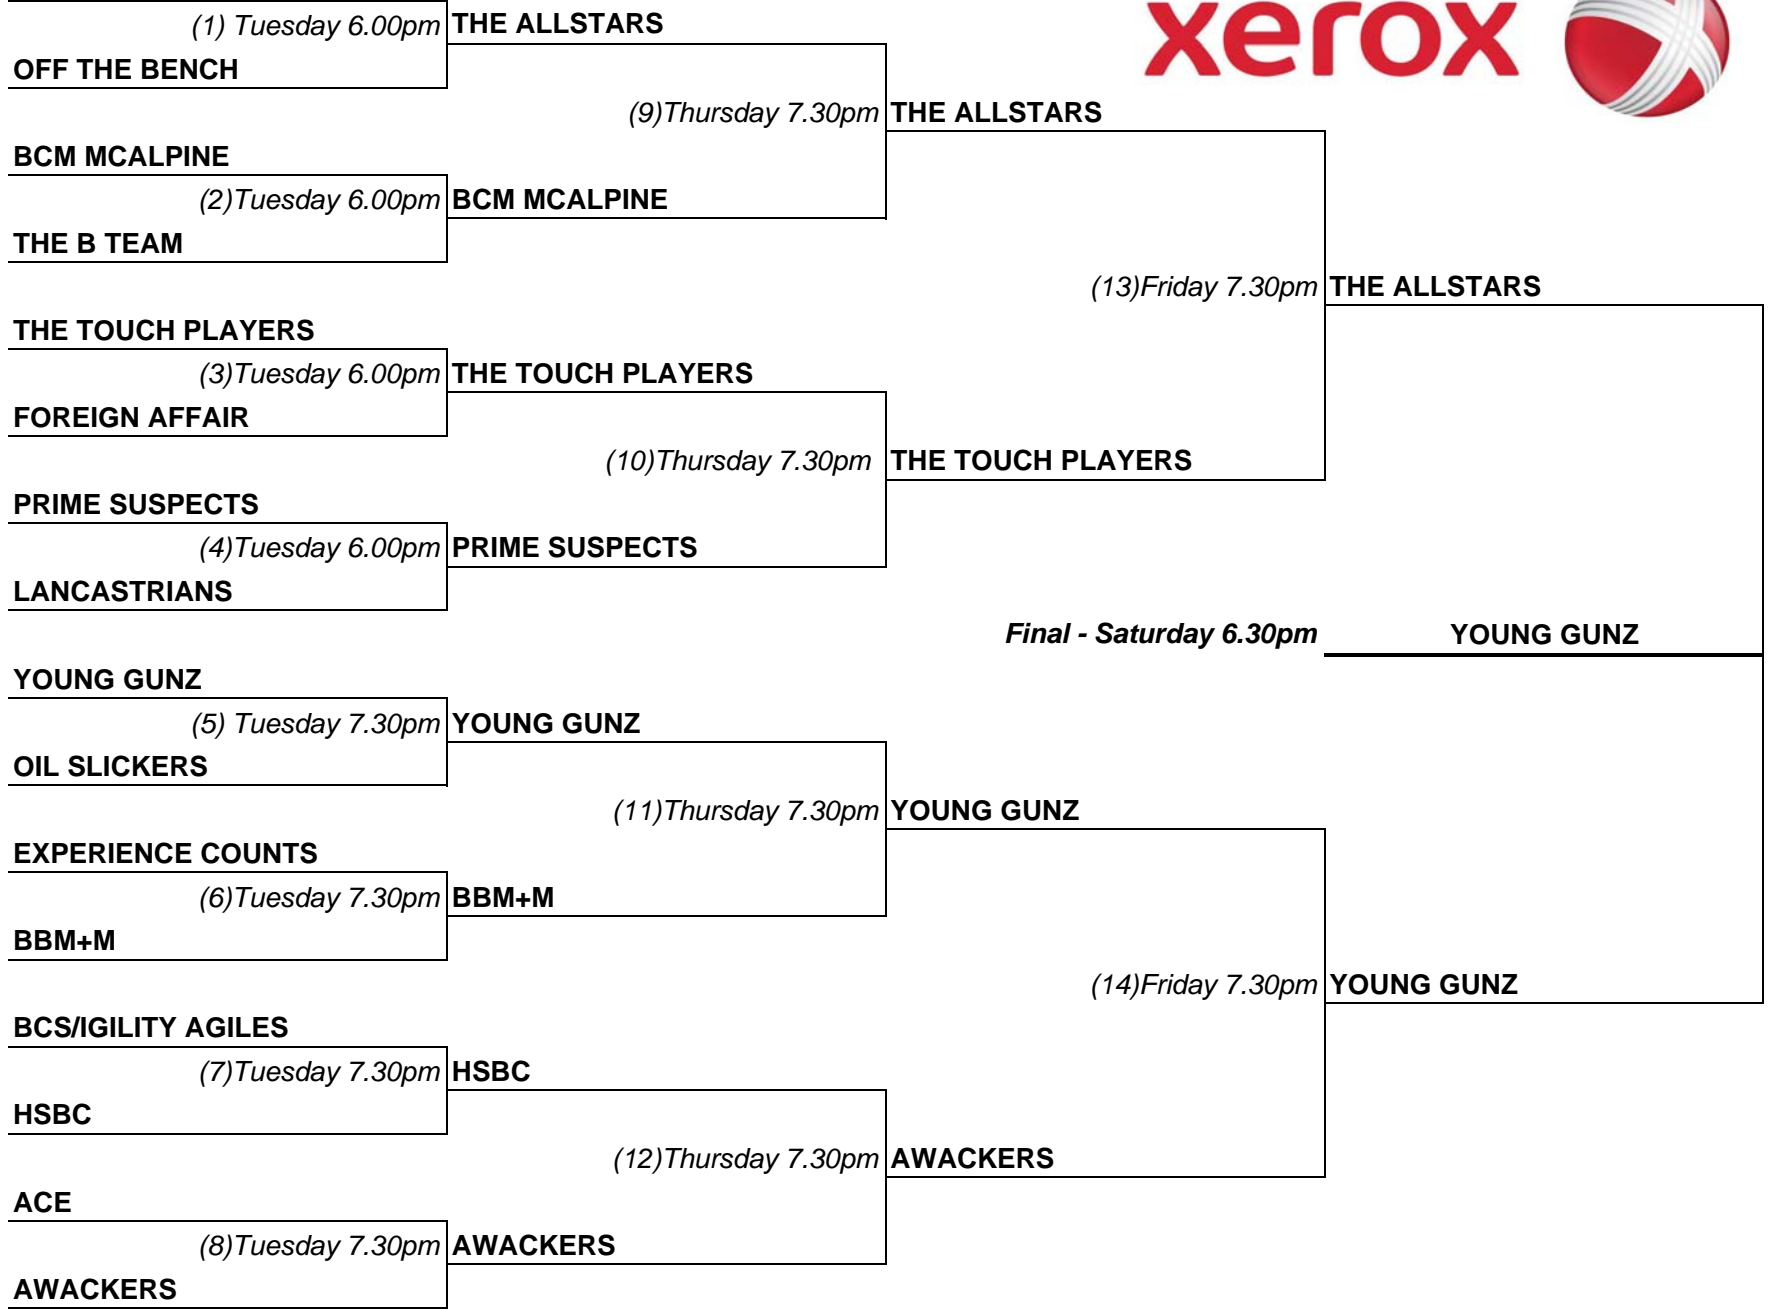 xerox
(1) Tuesday 6.00pm THE ALLSTARS
OFF THE BENCH
(9)Thursday 7.30pm THE ALLSTARS
BCM MCALPINE
(2)Tuesday 6.00pm BCM MCALPINE
THE B TEAM
(13)Friday 7.30pm THE ALLSTARS
THE TOUCH PLAYERS
(3)Tuesday 6.00pm THE TOUCH PLAYERS
FOREIGN AFFAIR
(10)Thursday 7.30pm THE TOUCH PLAYERS
PRIME SUSPECTS
(4)Tuesday 6.00pm PRIME SUSPECTS
LANCASTRIANS
Final - Saturday 6.30pm YOUNG GUNZ
YOUNG GUNZ
(5) Tuesday 7.30pm YOUNG GUNZ
OIL SLICKERS
(11)Thursday 7.30pm YOUNG GUNZ
EXPERIENCE COUNTS
(6)Tuesday 7.30pm BBM+M
BBM+M
(14)Friday 7.30pm YOUNG GUNZ
BCS/IGILITY AGILES
(7)Tuesday 7.30pm HSBC
HSBC
(12)Thursday 7.30pm AWACKERS
ACE
(8)Tuesday 7.30pm AWACKERS
AWACKERS